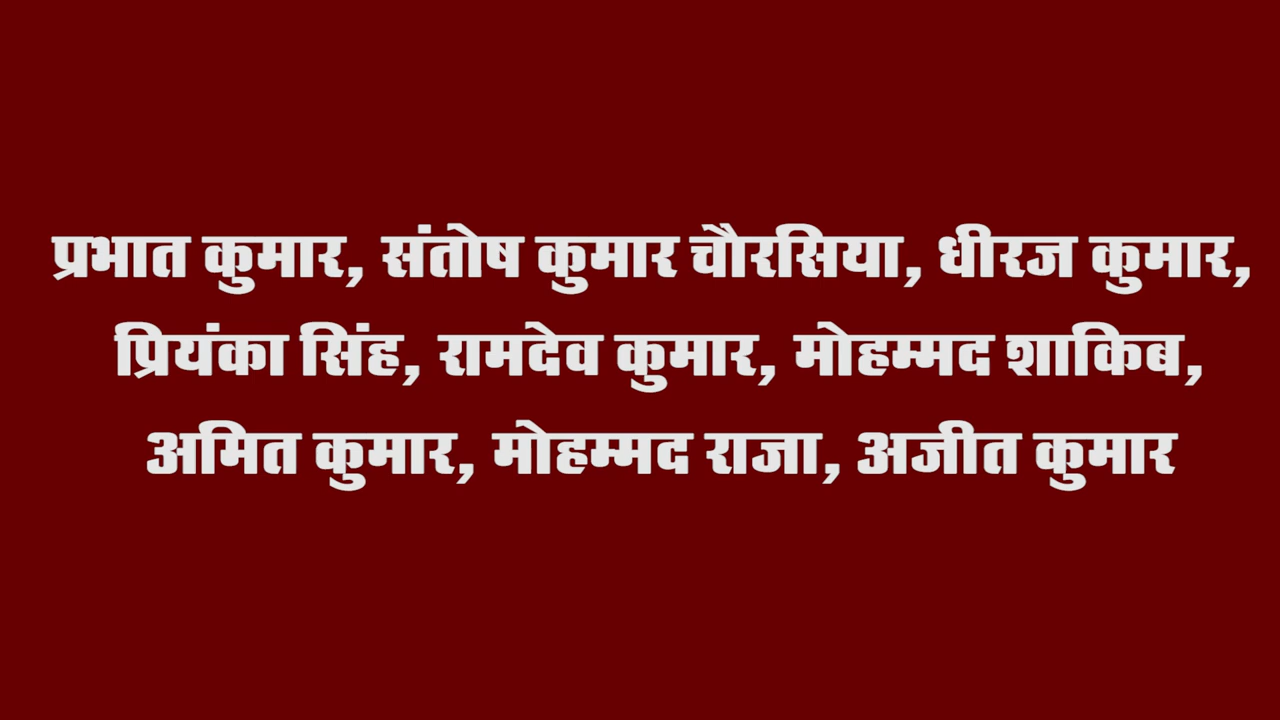 प्रभात कुमार, संतोष कुमार चौरसिया, धीरज कुमार,
प्रियंका सिंह, रामदेव कुमार, मोहम्मद शाकिब,
अमित कुमार, मोहम्मद राजा, अजीत कुमार